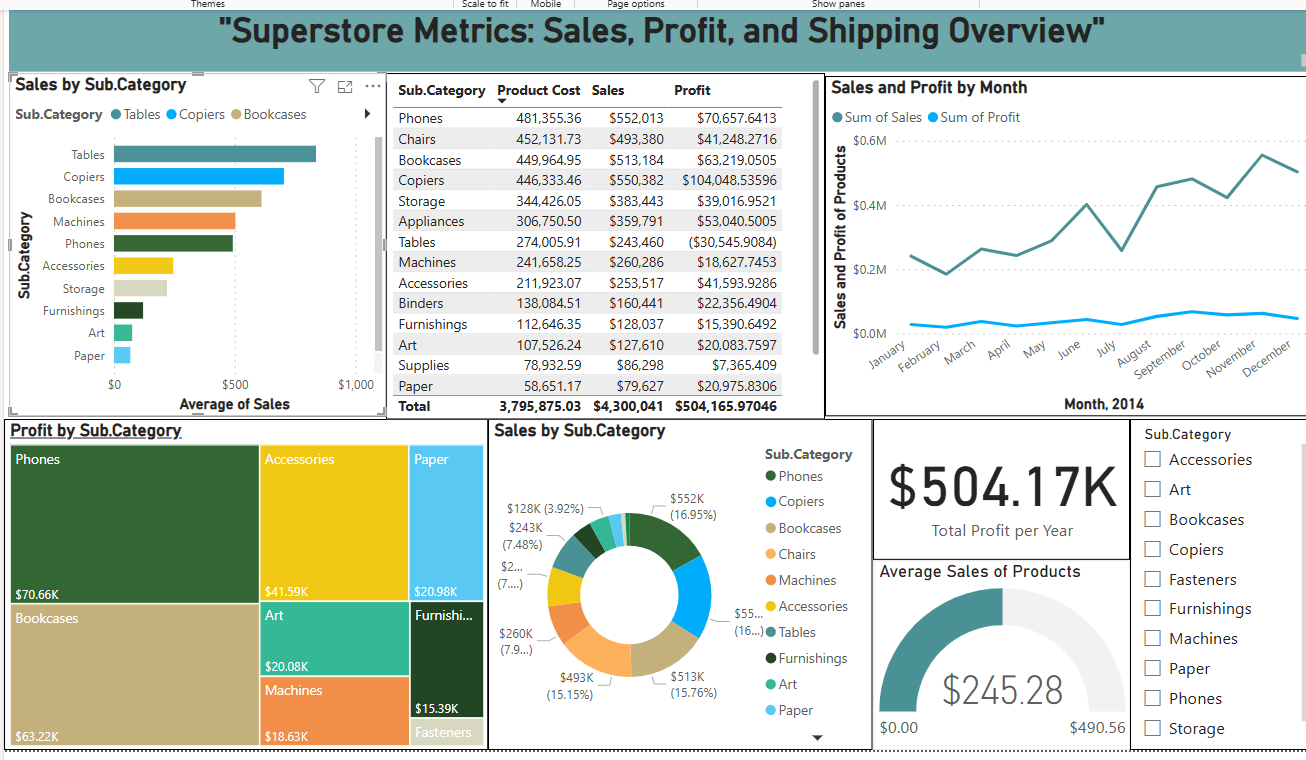 Themes Scale to fit Mobile Page options Show panes
"Superstore Metrics: Sales, Profit, and Shipping Overview"
Sales by Sub.Category
Sub.Category Tables Copiers Bookcases
Sub.Category
Tables
Copiers
Bookcases
Machines
Phones
Accessories
Storage
Furnishings
Art
Paper
$0 $500 $1,000
Average of Sales
Sub.Category Product Cost Sales Profit
Phones 481,355.36 $552,013 $70,657.6413
Chairs 452,131.73 $493,380 $41,248.2716
Bookcases 449,964.95 $513,184 $63,219.0505
Copiers 446,333.46 $550,382 $104,048.53596
Storage 344,426.05 $383,443 $39,016.9521
Appliances 306,750.50 $359,791 $53,040.5005
Tables 274,005.91 $243,460 ($30,545.9084)
Machines 241,658.25 $260,286 $18,627.7453
Accessories 211,923.07 $253,517 $41,593.9286
Binders 138,084.51 $160,441 $22,356.4904
Furnishings 112,646.35 $128,037 $15,390.6492
Art 107,526.24 $127,610 $20,083.7597
Supplies 78,932.59 $86,298 $7,365.409
Paper 58,651.17 $79,627 $20,975.8306
Total 3,795,875.03 $4,300,041 $504,165.97046
Sales and Profit by Month
Sum of Sales Sum of Profit
Sales and Profit of Products
$0.6M
$0.4M
$0.2M
$0.0M
January February March April May June July August September October November December
Month, 2014
Profit by Sub.Category
Phones
$70.66K
Bookcases
$63.22K
Accessories
$41.59K
Art
$20.08K
Machines
$18.63K
Paper
$20.98K
Furnishi...
$15.39K
Fasteners
Sales by Sub.Category
$552K
(16.95%)
$55...
(16...)
$513K
(15.76%)
$493K
(15.15%)
$260K
(7.9...)
$2...
(7....)
$243K
(7.48%)
$128K (3.92%)
Sub.Category
Phones
Copiers
Bookcases
Chairs
Machines
Accessories
Tables
Furnishings
Art
Paper
$504.17K
Total Profit per Year
Average Sales of Products
$245.28
$0.00 $490.56
Sub.Category
Accessories
Art
Bookcases
Copiers
Fasteners
Furnishings
Machines
Paper
Phones
Storage